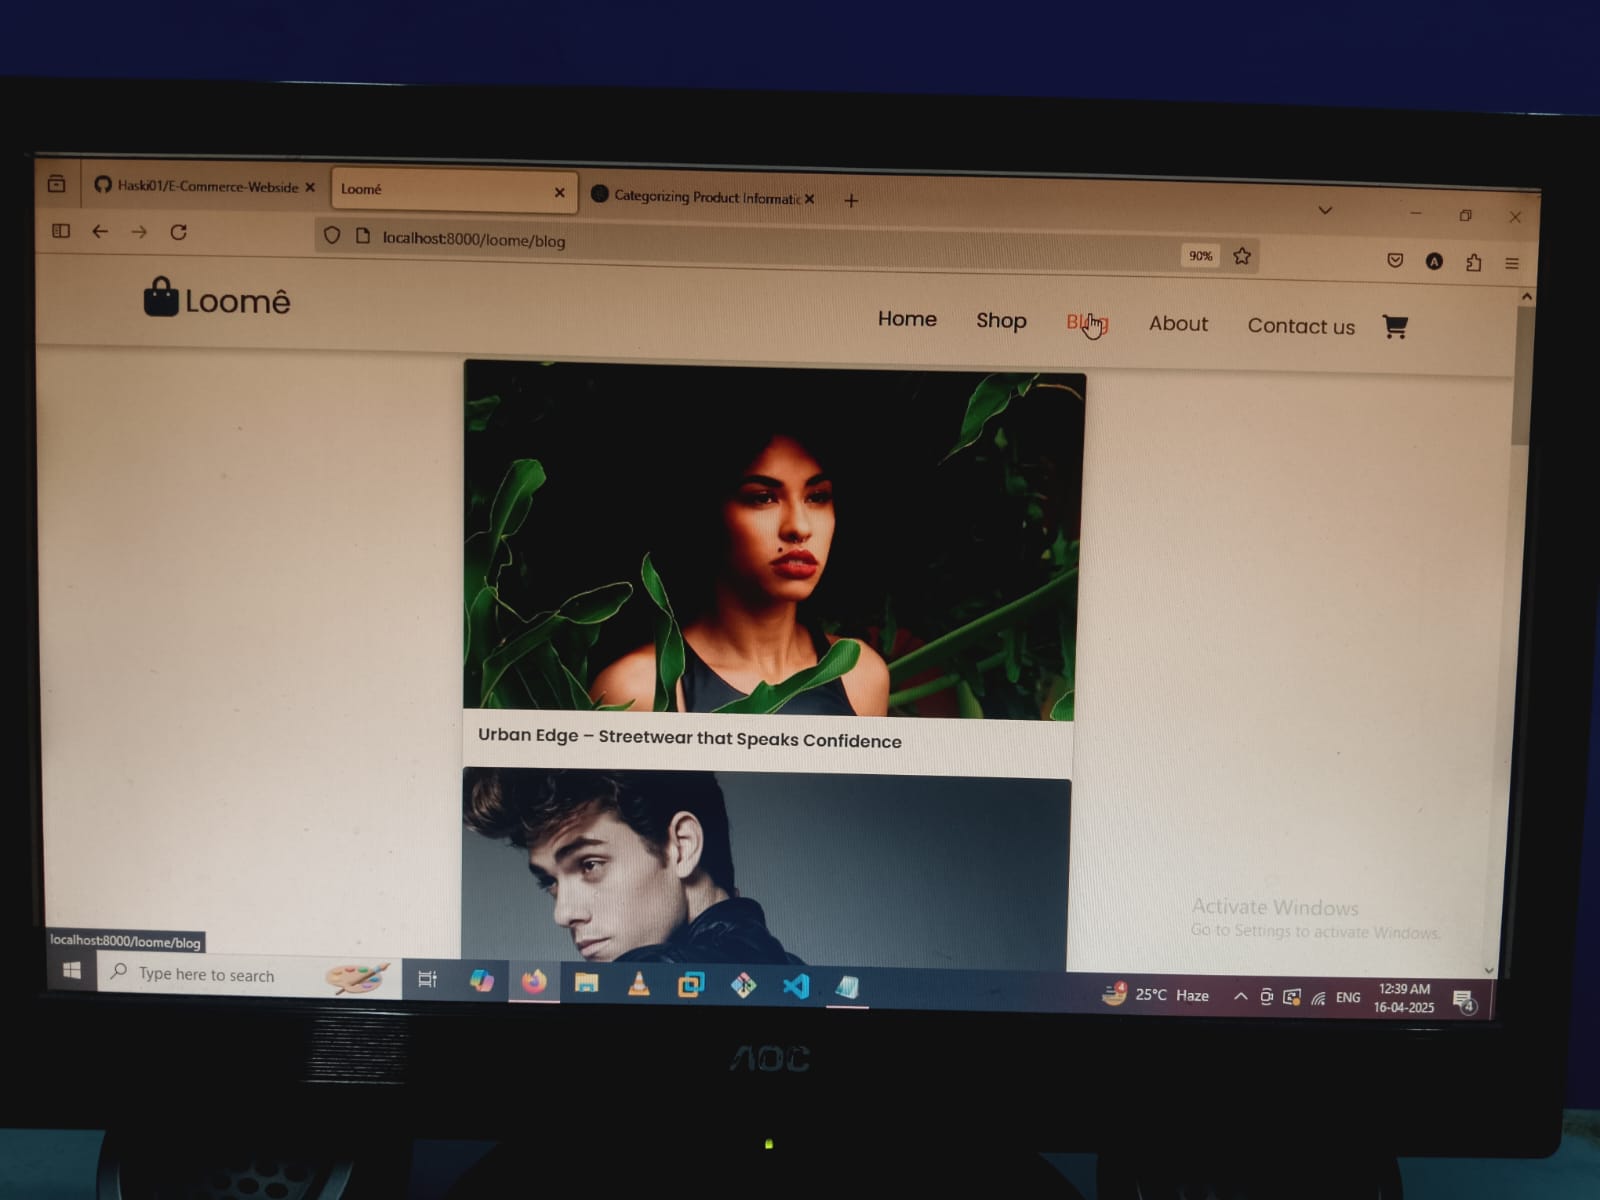 Haski01/E-Commerce-Webside
Loomé
Categorizing Product Informatic
localhost:8000/loome/blog
90%
A
Loomê
Home
Shop
Blog
About
Contact us
Urban Edge – Streetwear that Speaks Confidence
Activate Windows
Go to Settings to activate Windows.
localhost:8000/loome/blog
Type here to search
4
25°C Haze
ENG
12:39 AM
16-04-2025
4
AOC